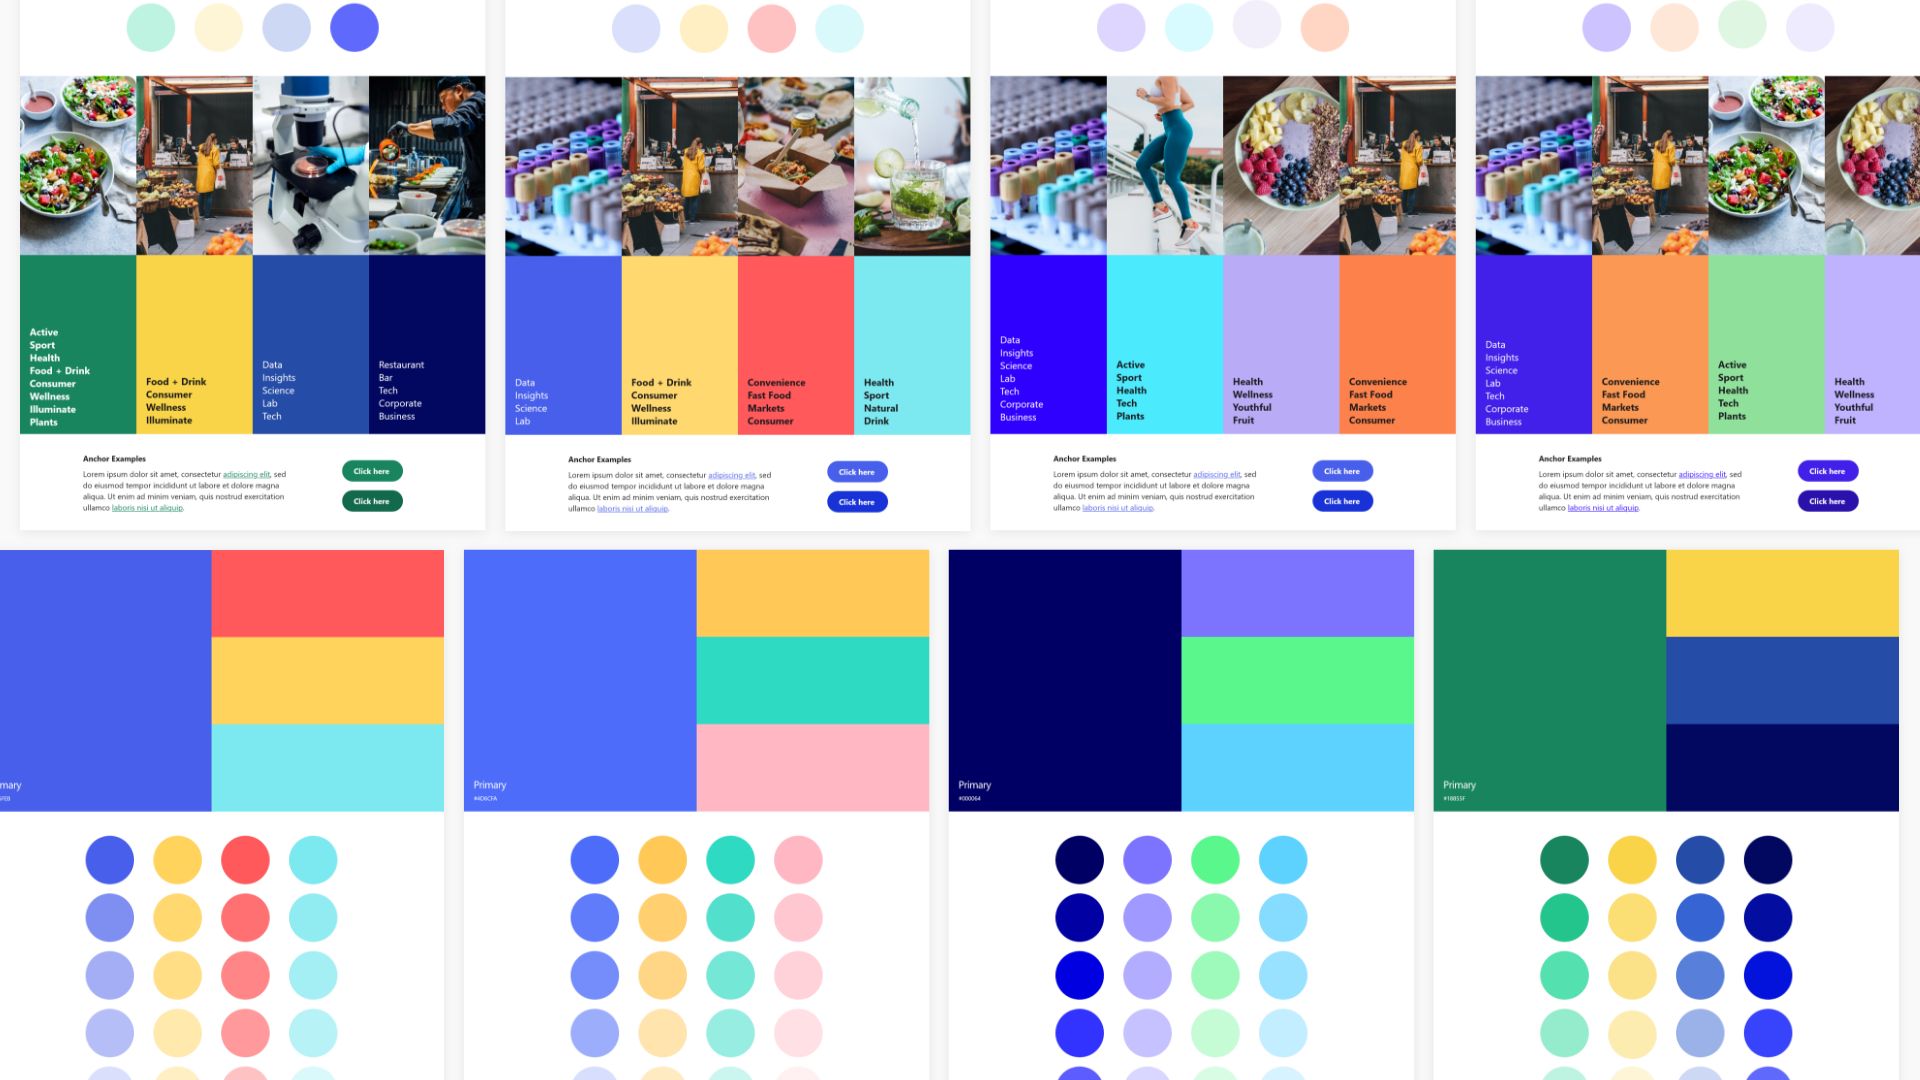 Active
Sport
Health
Food + Drink
Consumer
Wellness
Illuminate
Plants
Food + Drink
Consumer
Wellness
Illuminate
Data
Insights
Science
Lab
Tech
Restaurant
Bar
Tech
Corporate
Business
Anchor Examples
Lorem ipsum dolor sit amet, consectetur adipiscing elit, sed
do eiusmod tempor incididunt ut labore et dolore magna
aliqua. Ut enim ad minim veniam, quis nostrud exercitation
ullamco laboris nisi ut aliquip.
Click here
Click here
Data
Insights
Science
Lab
Food + Drink
Consumer
Wellness
Illuminate
Convenience
Fast Food
Markets
Consumer
Health
Sport
Natural
Drink
Anchor Examples
Lorem ipsum dolor sit amet, consectetur adipiscing elit, sed
do eiusmod tempor incididunt ut labore et dolore magna
aliqua. Ut enim ad minim veniam, quis nostrud exercitation
ullamco laboris nisi ut aliquip.
Click here
Click here
Data
Insights
Science
Lab
Tech
Corporate
Business
Active
Sport
Health
Tech
Plants
Health
Wellness
Youthful
Fruit
Convenience
Fast Food
Markets
Consumer
Anchor Examples
Lorem ipsum dolor sit amet, consectetur adipiscing elit, sed
do eiusmod tempor incididunt ut labore et dolore magna
aliqua. Ut enim ad minim veniam, quis nostrud exercitation
ullamco laboris nisi ut aliquip.
Click here
Click here
Data
Insights
Science
Lab
Tech
Corporate
Business
Convenience
Fast Food
Markets
Consumer
Active
Sport
Health
Tech
Plants
Health
Wellness
Youthful
Fruit
Anchor Examples
Lorem ipsum dolor sit amet, consectetur adipiscing elit, sed
do eiusmod tempor incididunt ut labore et dolore magna
aliqua. Ut enim ad minim veniam, quis nostrud exercitation
ullamco laboris nisi ut aliquip.
Click here
Click here
mary
Primary
#4D6CFA
Primary
#000064
Primary
#18855F